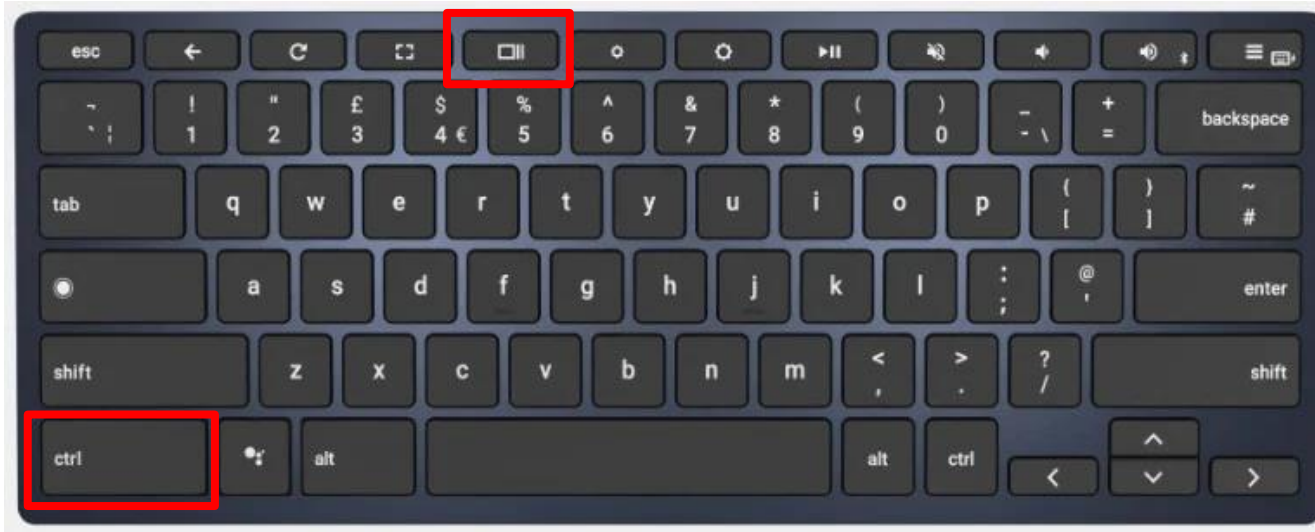 esc
¬ ! " £ $ % ^ & * ( ) _ +
` ¦ 1 2 3 4 € 5 6 7 8 9 0 - \ = backspace
tab q w e r t y u i o p { [ } ] ~ #
a s d f g h j k l : ; @ ' enter
shift z x c v b n m < , > . ? / shift
ctrl alt alt ctrl